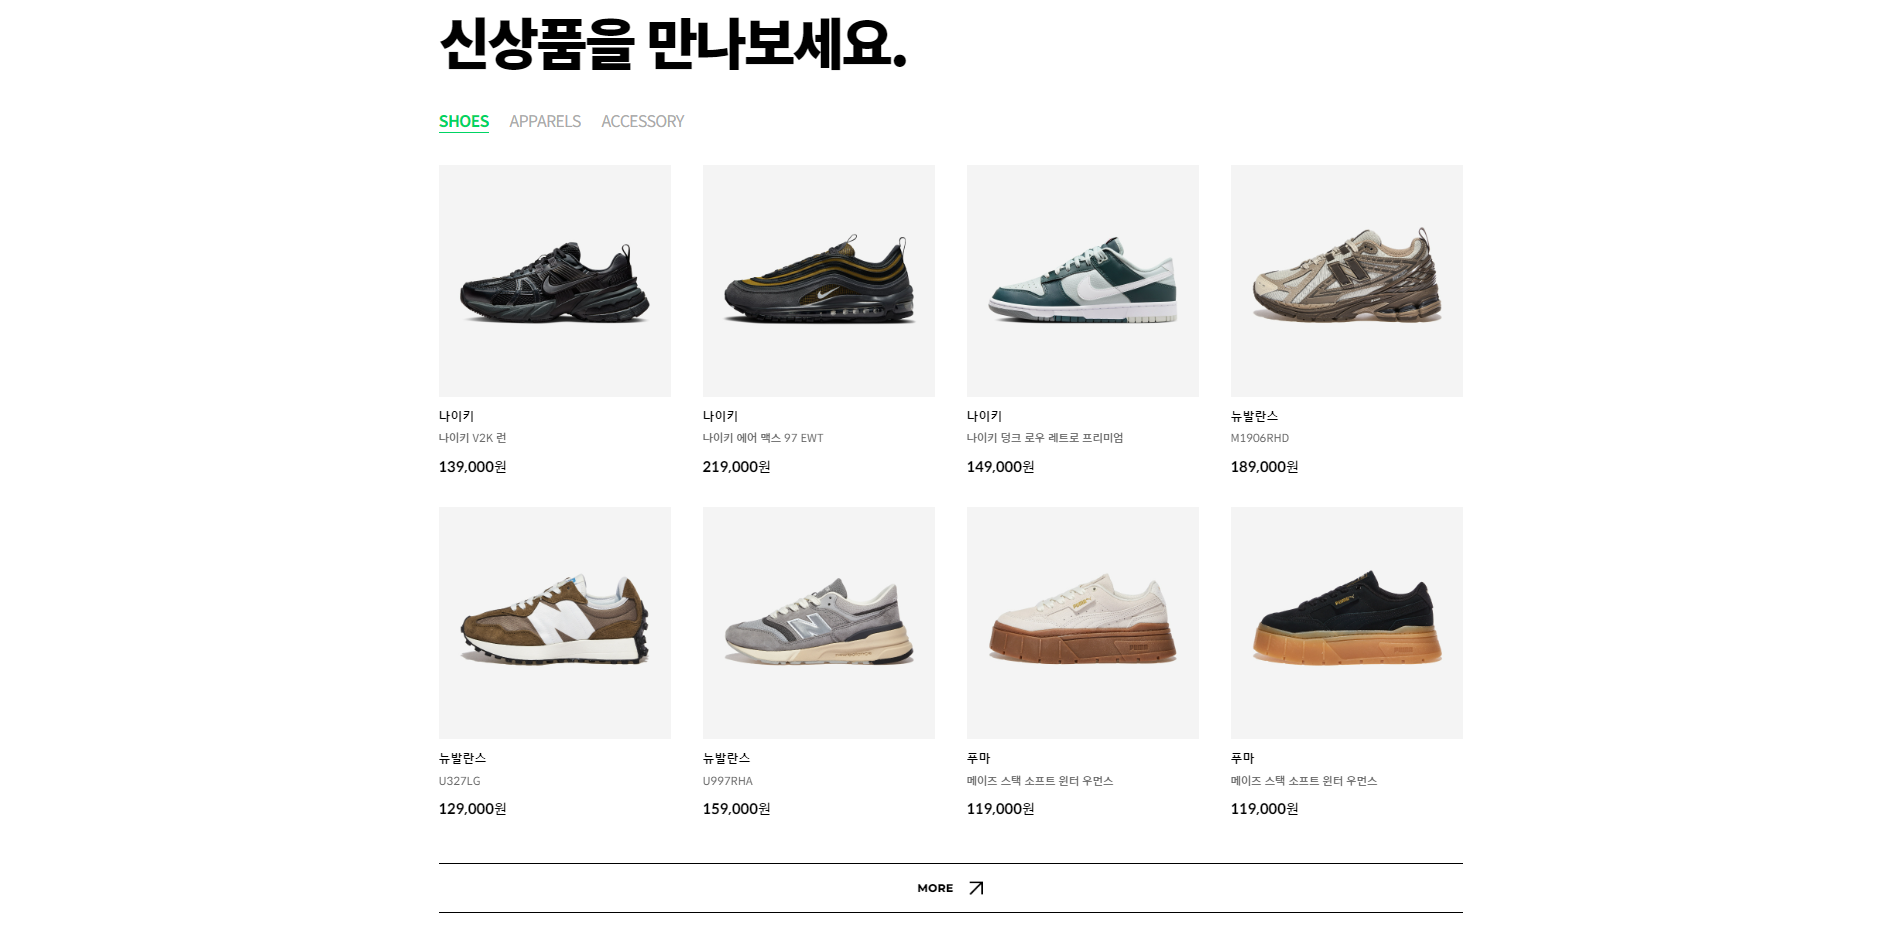 신상품을 만나보세요.
SHOES APPARELS ACCESSORY
나이키
나이키 V2K 런
139,000원
나이키
나이키 에어 맥스 97 EWT
219,000원
나이키
나이키 덩크 로우 레트로 프리미엄
149,000원
뉴발란스
M1906RHD
189,000원
뉴발란스
U327LG
129,000원
뉴발란스
U997RHA
159,000원
푸마
메이즈 스택 소프트 윈터 우먼스
119,000원
푸마
메이즈 스택 소프트 윈터 우먼스
119,000원
MORE